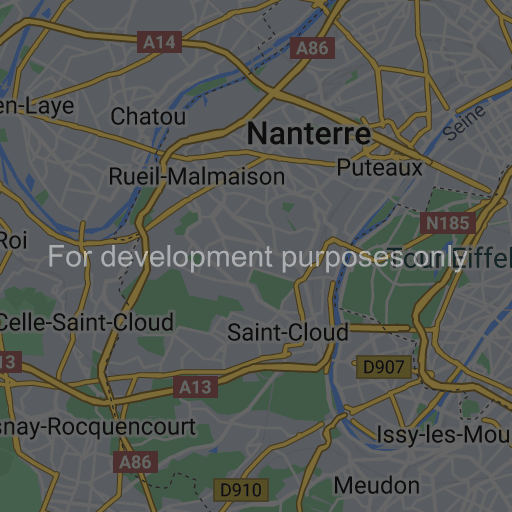 A14
A86
en-Laye
Chatou
Nanterre
Seine
Puteaux
Rueil-Malmaison
N185
Roi
For development purposes only
Tour Eiffel
Celle-Saint-Cloud
Saint-Cloud
13
D907
A13
snay-Rocquencourt
Issy-les-Mou
A86
Meudon
D910